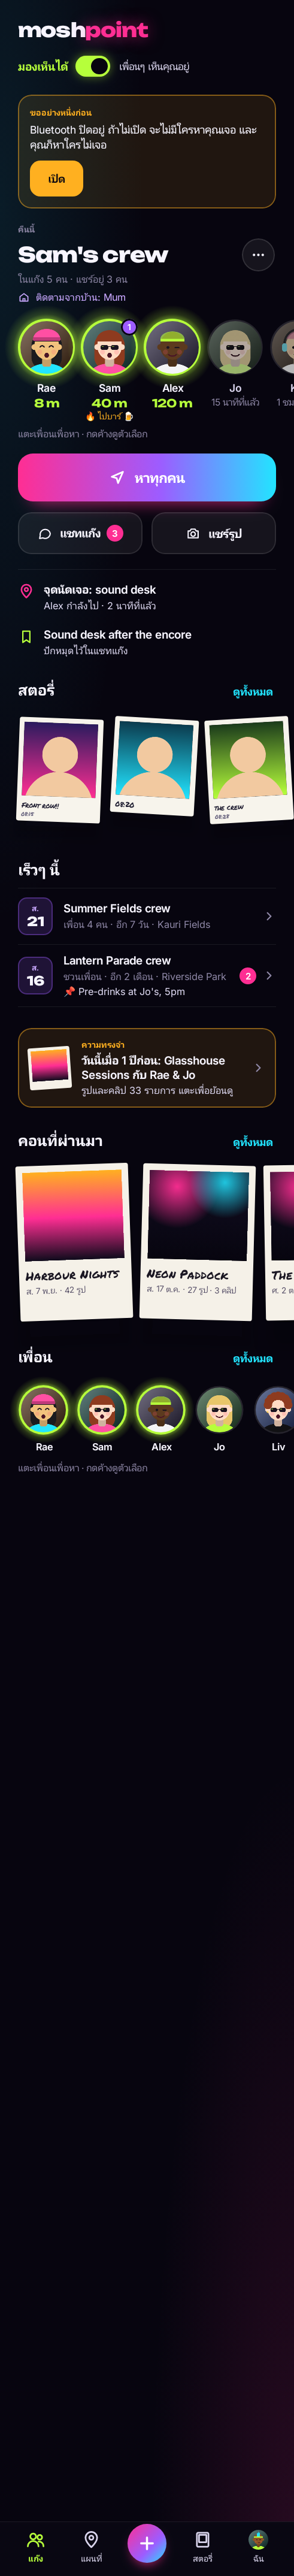 moshpoint
มองเห็นได้ เพื่อนๆ เห็นคุณอยู่
ขออย่างหนึ่งก่อน
Bluetooth ปิดอยู่ ถ้าไม่เปิด จะไม่มีใครหาคุณเจอ และ
คุณก็หาใครไม่เจอ
เปิด
คืนนี้
Sam's crew
ในแก๊ง 5 คน · แชร์อยู่ 3 คน
ติดตามจากบ้าน: Mum
1
Rae Sam Alex Jo
8 m 40 m 120 m 15 นาทีที่แล้ว
🔥 ไปบาร์ 🍺
แตะเพื่อนเพื่อหา · กดค้างดูตัวเลือก
หาทุกคน
แชทแก๊ง 3 แชร์รูป
จุดนัดเจอ: sound desk
Alex กำลังไป · 2 นาทีที่แล้ว
Sound desk after the encore
ปักหมุดไว้ในแชทแก๊ง
สตอรี่ ดูทั้งหมด
Front row!!
08:15
08:20
The crew
08:28
เร็วๆ นี้
ส.
21
Summer Fields crew
เพื่อน 4 คน · อีก 7 วัน · Kauri Fields
ส.
16
Lantern Parade crew
ชวนเพื่อน · อีก 2 เดือน · Riverside Park
📌 Pre-drinks at Jo's, 5pm
2
ความทรงจำ
วันนี้เมื่อ 1 ปีก่อน: Glasshouse
Sessions กับ Rae & Jo
รูปและคลิป 33 รายการ แตะเพื่อย้อนดู
คอนที่ผ่านมา ดูทั้งหมด
Harbour Nights
ส. 7 พ.ย. · 42 รูป
Neon Paddock
ส. 17 ต.ค. · 27 รูป · 3 คลิป
The
เพื่อน ดูทั้งหมด
Rae Sam Alex Jo Liv
แตะเพื่อนเพื่อหา · กดค้างดูตัวเลือก
แก๊ง แผนที่ สตอรี่ ฉัน